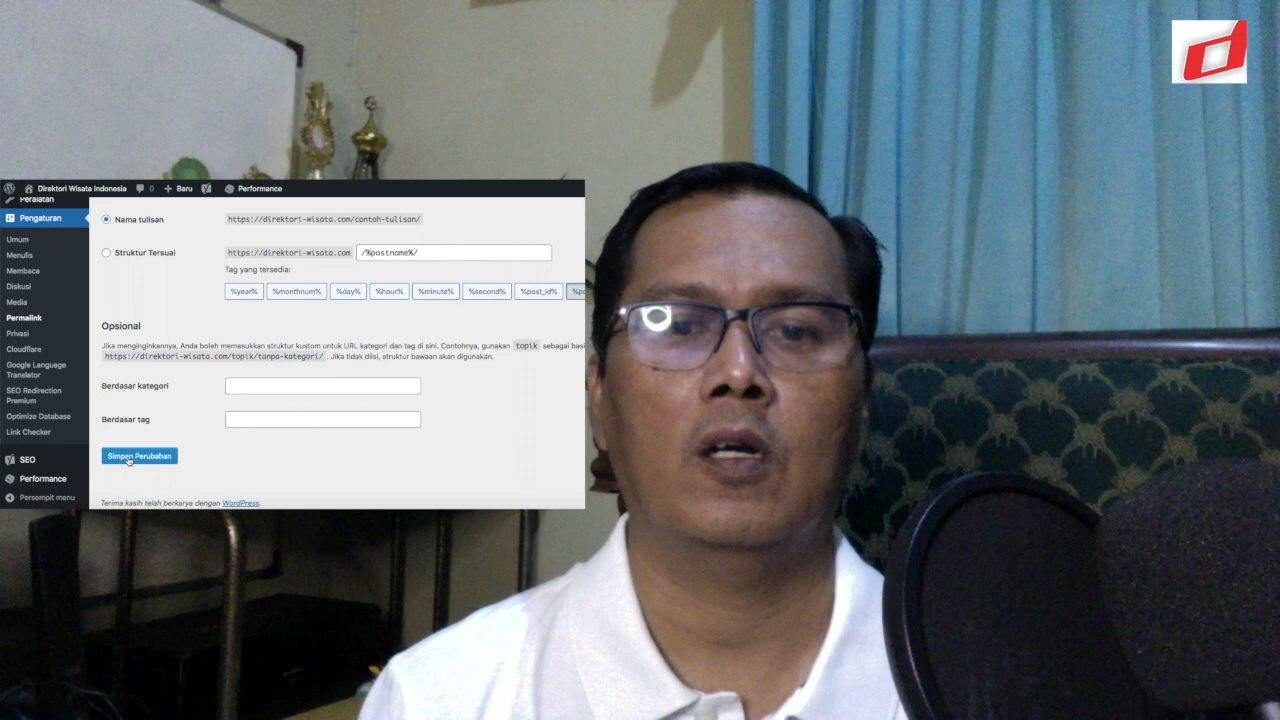 Direktori Wisata Indonesia 0 Baru Performance
Peralatan
Pengaturan
Umum
Menulis
Membaca
Diskusi
Media
Permalink
Privasi
Cloudflare
Google Language
Translator
SEO Redirection
Premium
Optimize Database
Link Checker
SEO
Performance
Persempit menu
Nama tulisan https://direktori-wisata.com/contoh-tulisan/
Struktur Tersuai https://direktori-wisata.com /%postname%/
Tag yang tersedia:
%year% %monthnum% %day% %hour% %minute% %second% %post_id% %po
Opsional
Jika menginginkannya, Anda boleh memasukkan struktur kustom untuk URL kategori dan tag di sini. Contohnya, gunakan topik sebagai basi
https://direktori-wisata.com/topik/tanpa-kategori/ . Jika tidak diisi, struktur bawaan akan digunakan.
Berdasar kategori
Berdasar tag
Simpan Perubahan
Terima kasih telah berkarya dengan WordPress.